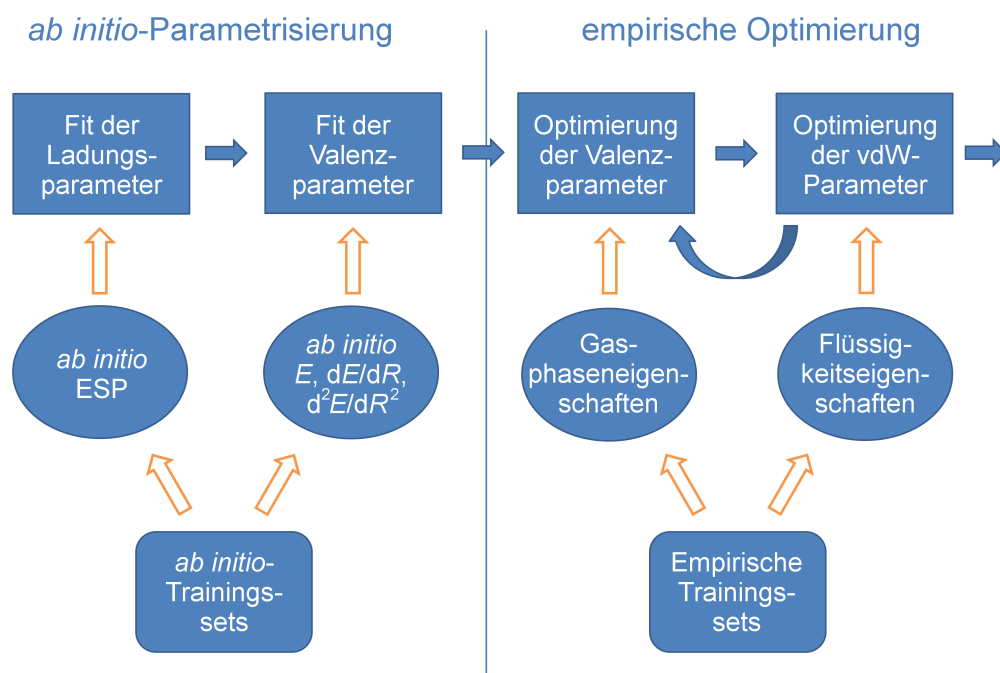 ab initio-Parametrisierung
empirische Optimierung
Fit der
Ladungs-
parameter
Fit der
Valenz-
parameter
Optimierung
der Valenz-
parameter
Optimierung
der vdW-
Parameter
ab initio
ESP
ab initio
E, dE/dR,
d²E/dR²
Gas-
phaseneigen-
schaften
Flüssig-
keitseigen-
schaften
ab initio-
Trainings-
sets
Empirische
Trainings-
sets